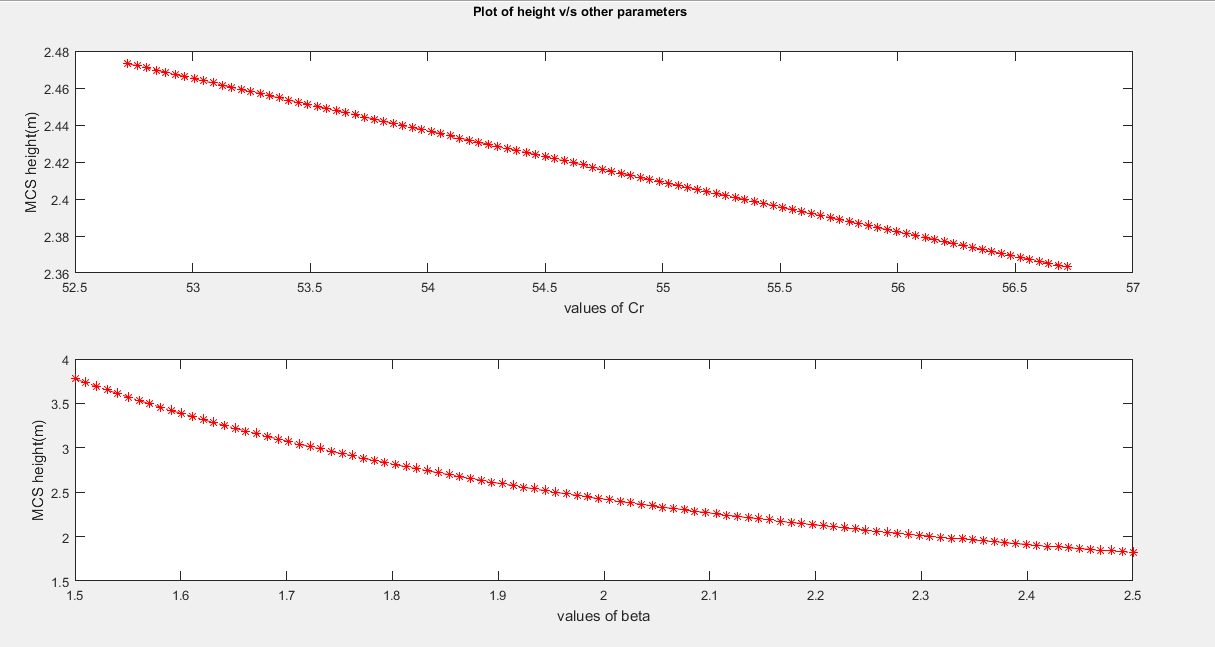 Plot of height v/s other parameters
2.48
2.46
2.44
2.42
2.4
2.38
2.36
MCS height(m)
52.5 53 53.5 54 54.5 55 55.5 56 56.5 57
values of Cr
4
3.5
3
2.5
2
1.5
MCS height(m)
1.5 1.6 1.7 1.8 1.9 2 2.1 2.2 2.3 2.4 2.5
values of beta